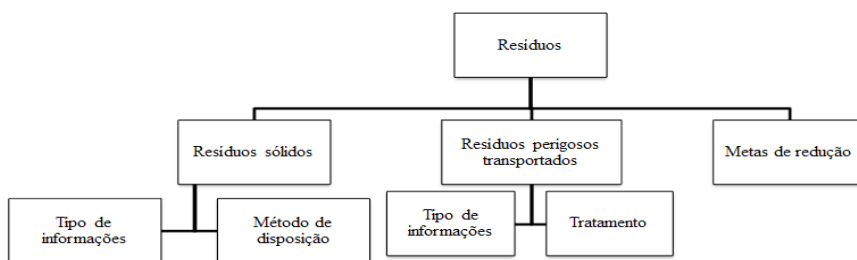 Resíduos
Resíduos sólidos
Resíduos perigosos
transportados
Metas de redução
Tipo de
informações
Método de
disposição
Tipo de
informações
Tratamento